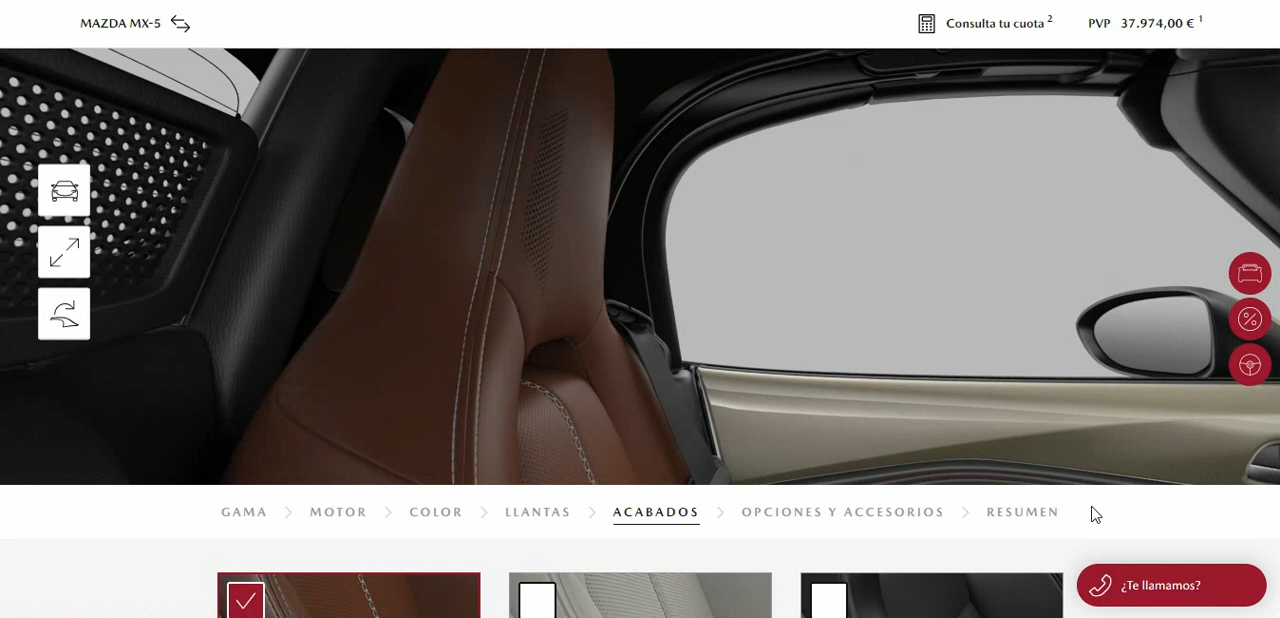 MAZDA MX-5
Consulta tu cuota 2
PVP 37.974,00 € 1
GAMA
MOTOR
COLOR
LLANTAS
ACABADOS
OPCIONES Y ACCESORIOS
RESUMEN
¿Te llamamos?